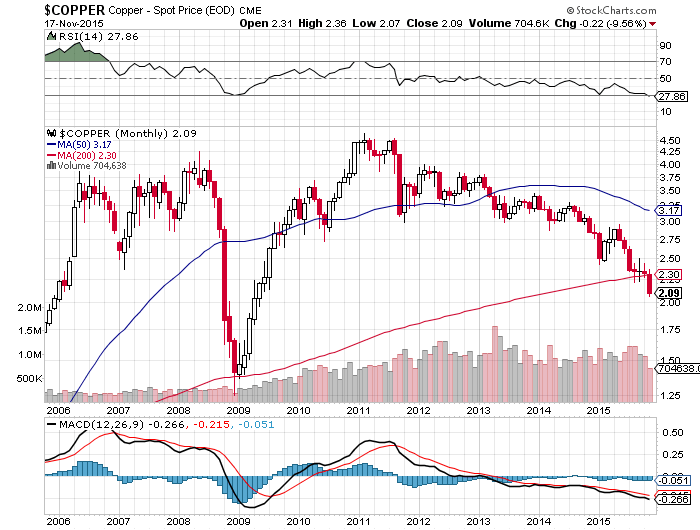 $COPPER Copper - Spot Price (EOD) CME © StockCharts.com
17-Nov-2015 Open 2.31 High 2.36 Low 2.07 Close 2.09 Volume 704.6K Chg -0.22 (-9.56%)
RSI(14) 27.86
90
70
50
27.86
$COPPER (Monthly) 2.09
MA(50) 3.17
MA(200) 2.30
Volume 704,638
4.50
4.25
4.00
3.75
3.50
3.25
3.17
3.00
2.75
2.50
2.30
2.09
2.00
1.75
1.50
1.25
2.0M
1.5M
1.0M
500K
704638.0
2006 2007 2008 2009 2010 2011 2012 2013 2014 2015
MACD(12,26,9) -0.266, -0.215, -0.051
0.50
0.25
0.00
-0.051
-0.266
2006 2007 2008 2009 2010 2011 2012 2013 2014 2015